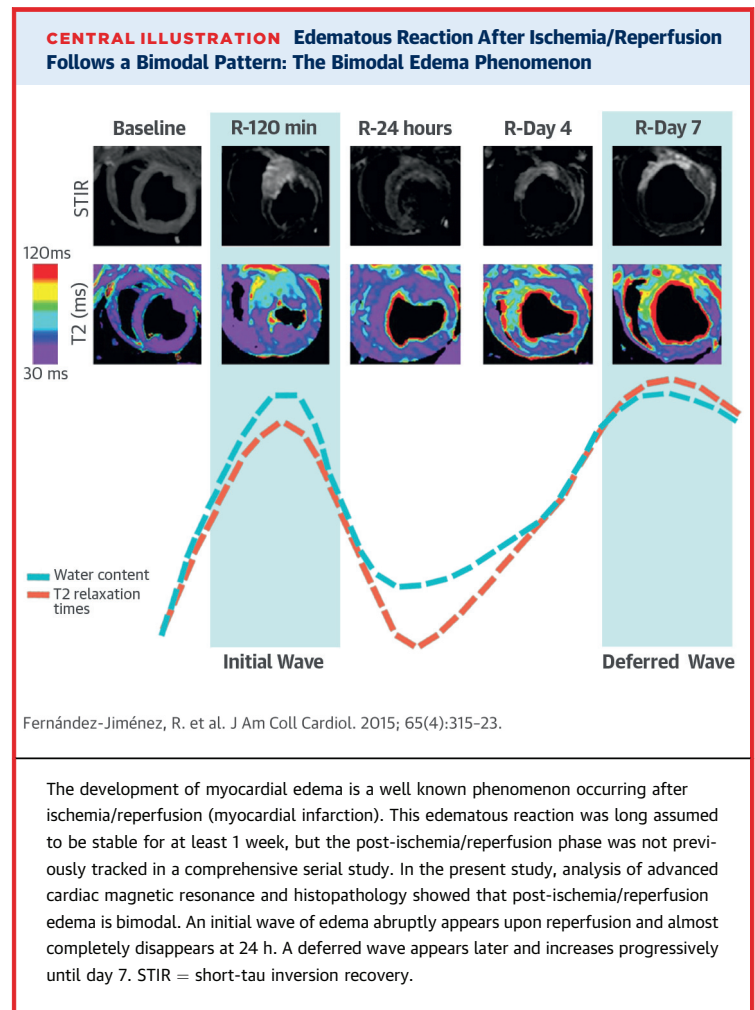 CENTRAL ILLUSTRATION Edematous Reaction After Ischemia/Reperfusion
Follows a Bimodal Pattern: The Bimodal Edema Phenomenon
Baseline R-120 min R-24 hours R-Day 4 R-Day 7
STIR
120ms
T2 (ms)
30 ms
Water content
T2 relaxation
times
Initial Wave Deferred Wave
Fernández-Jiménez, R. et al. J Am Coll Cardiol. 2015; 65(4):315-23.
The development of myocardial edema is a well known phenomenon occurring after
ischemia/reperfusion (myocardial infarction). This edematous reaction was long assumed
to be stable for at least 1 week, but the post-ischemia/reperfusion phase was not previ-
ously tracked in a comprehensive serial study. In the present study, analysis of advanced
cardiac magnetic resonance and histopathology showed that post-ischemia/reperfusion
edema is bimodal. An initial wave of edema abruptly appears upon reperfusion and almost
completely disappears at 24 h. A deferred wave appears later and increases progressively
until day 7. STIR = short-tau inversion recovery.